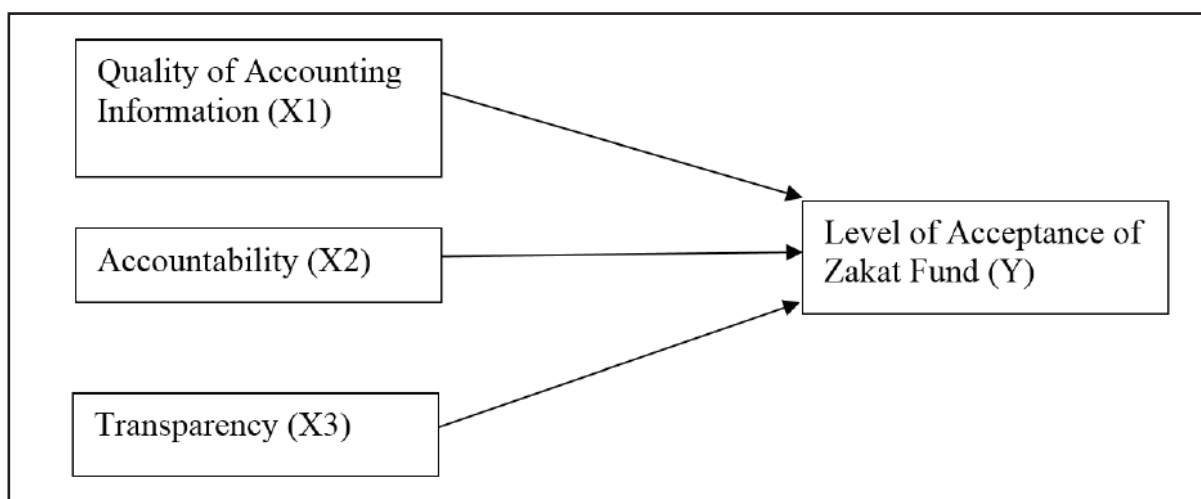 Quality of Accounting
Information (X1)
Accountability (X2)
Transparency (X3)
Level of Acceptance of
Zakat Fund (Y)